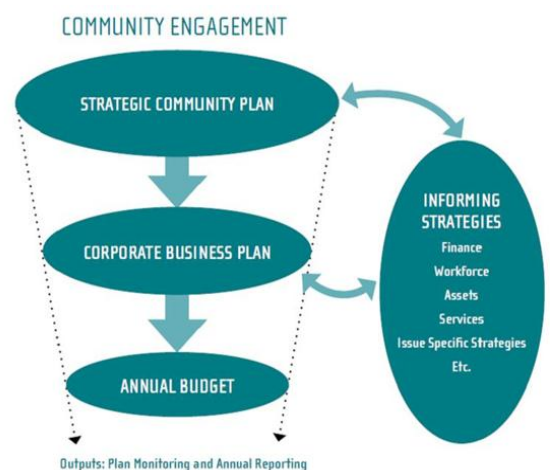 COMMUNITY ENGAGEMENT
STRATEGIC COMMUNITY PLAN
CORPORATE BUSINESS PLAN
ANNUAL BUDGET
INFORMING
STRATEGIES
Finance
Workforce
Assets
Services
Issue Specific Strategies
Etc.
Outputs: Plan Monitoring and Annual Reporting